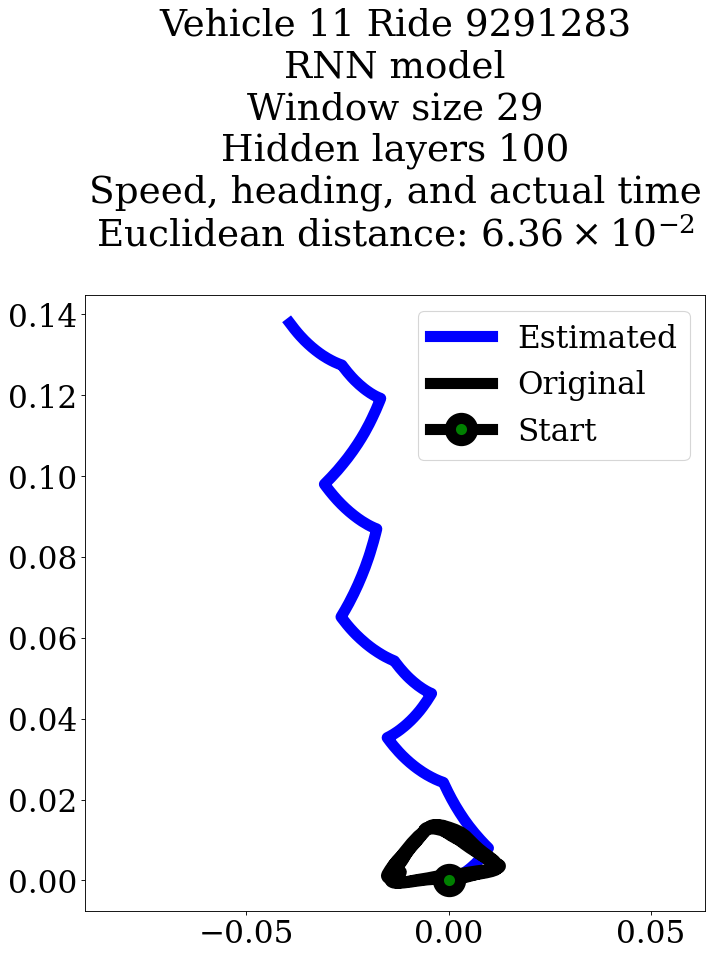 Vehicle 11 Ride 9291283
RNN model
Window size 29
Hidden layers 100
Speed, heading, and actual time
Euclidean distance: 6.36 × 10⁻²
Estimated
Original
Start
0.14
0.12
0.10
0.08
0.06
0.04
0.02
0.00
−0.05
0.00
0.05